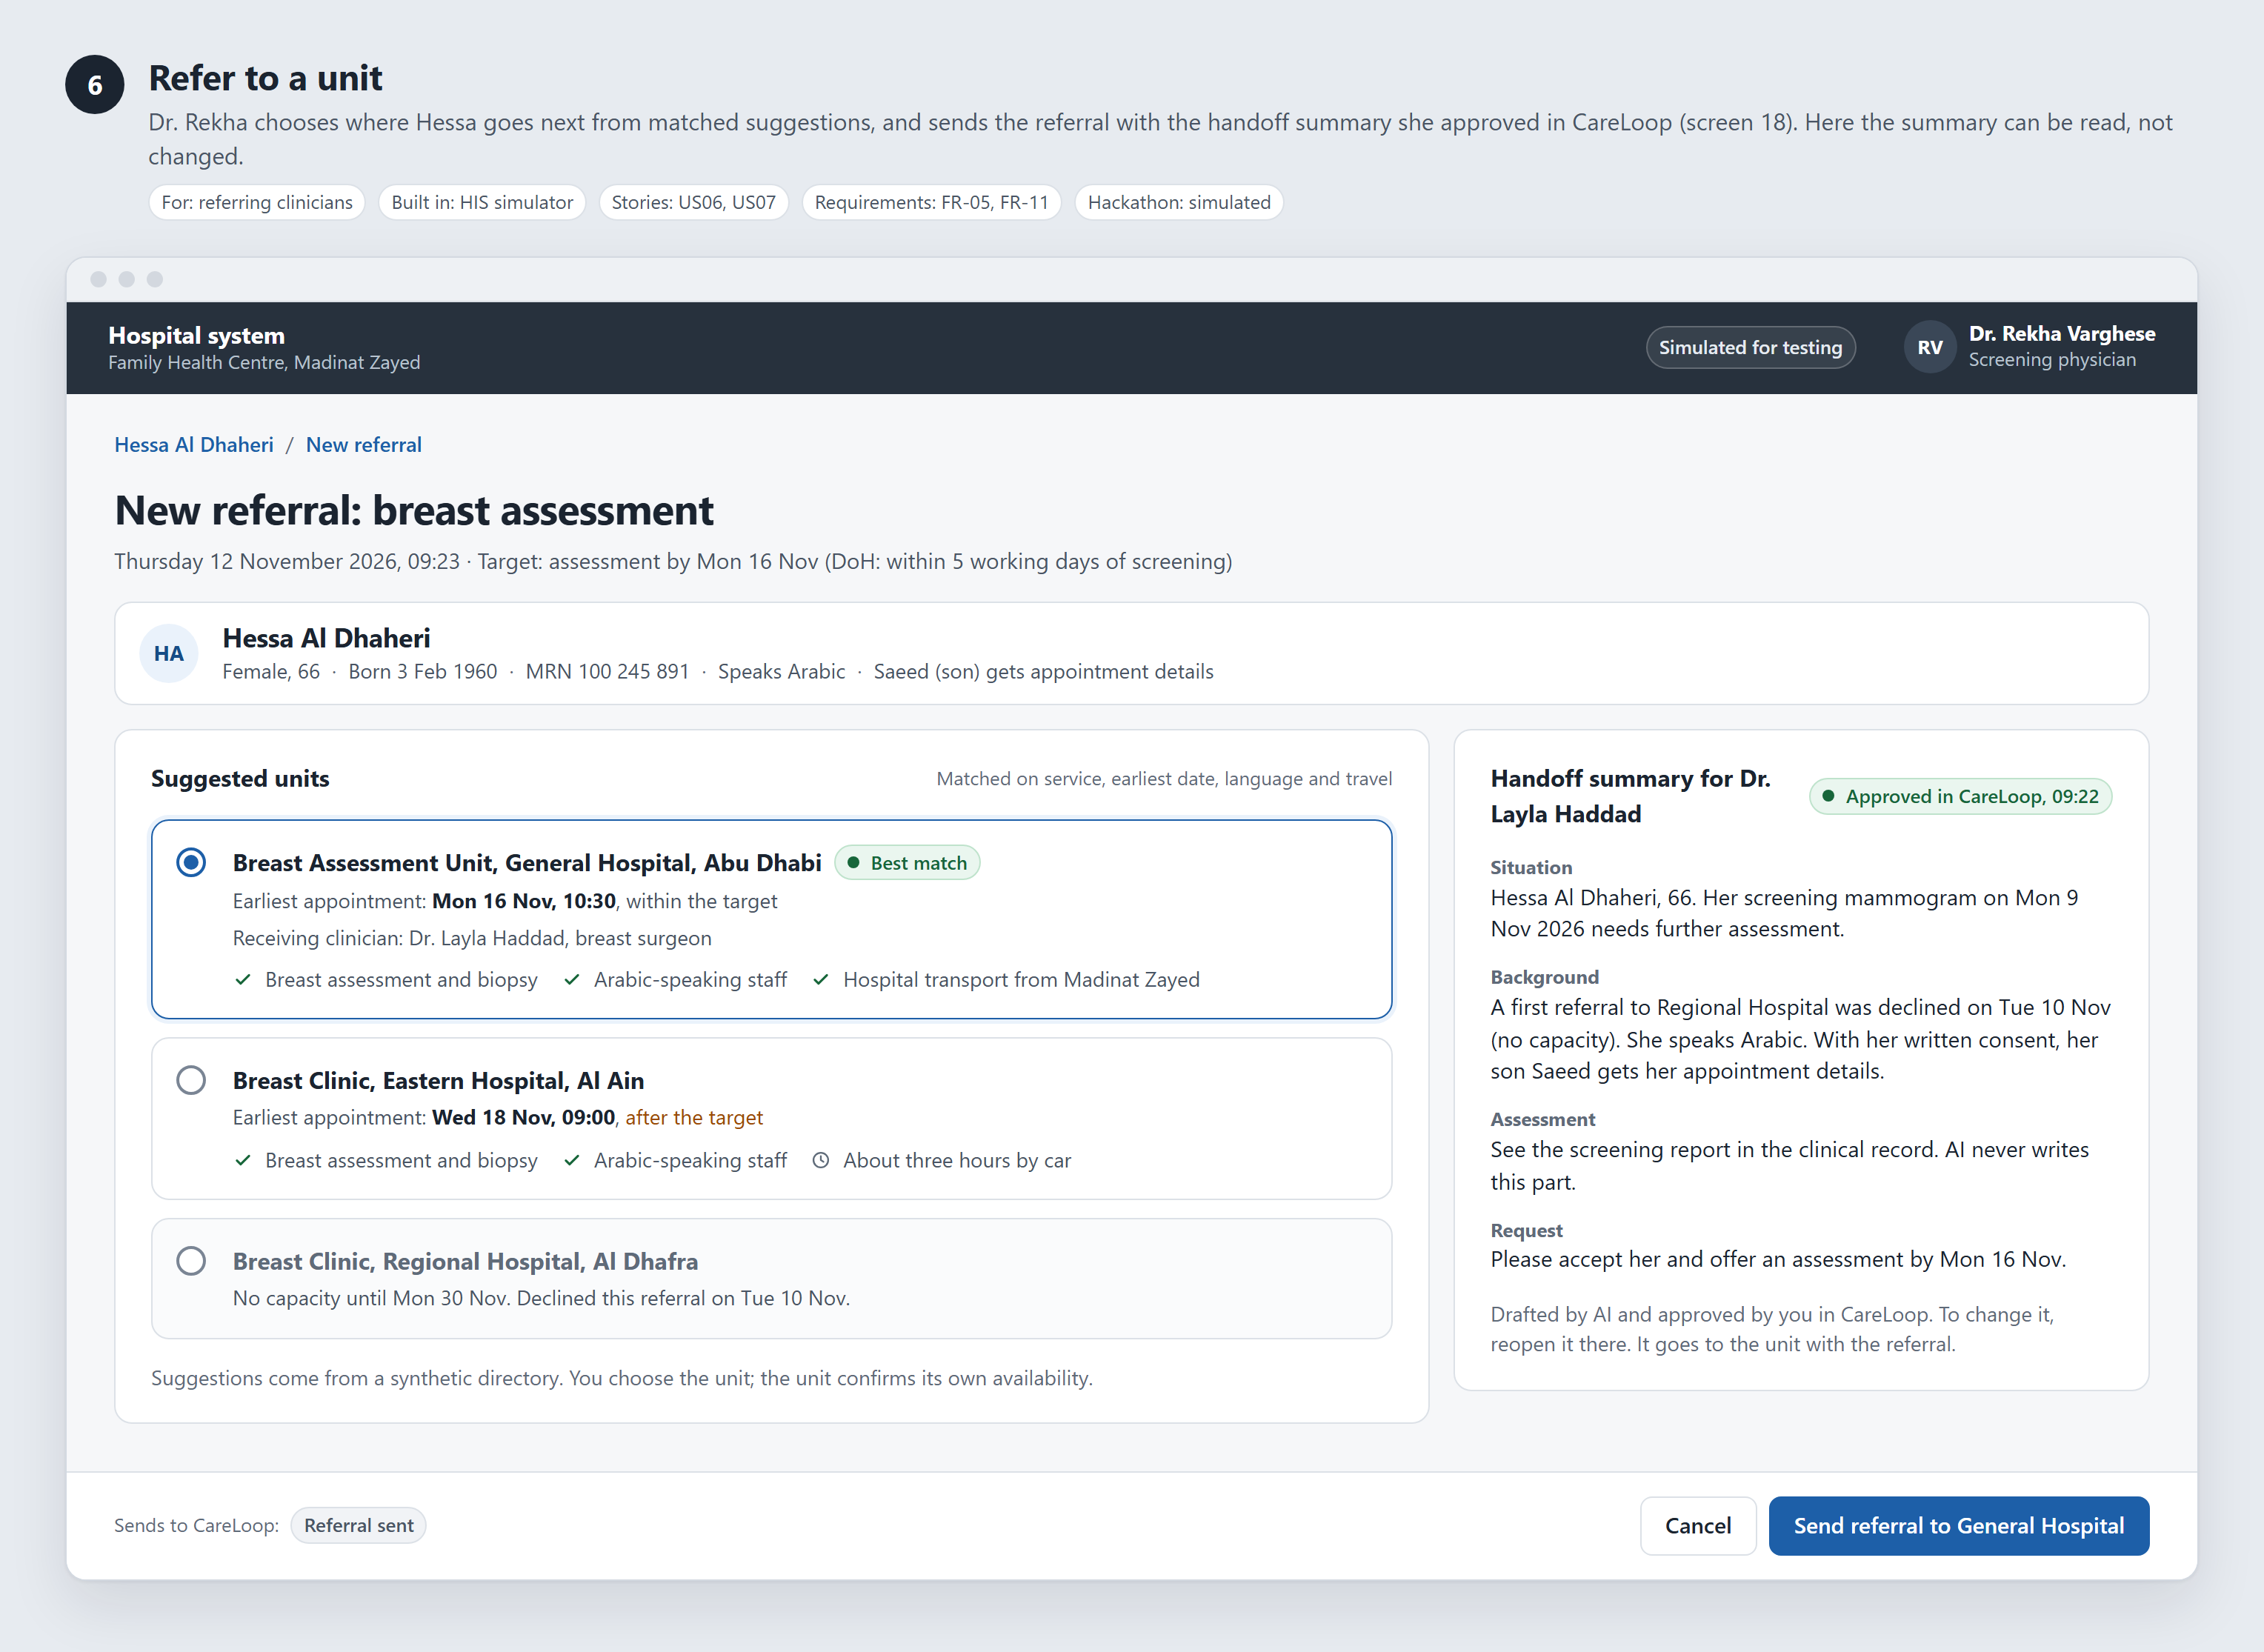 6
Refer to a unit
Dr. Rekha chooses where Hessa goes next from matched suggestions, and sends the referral with the handoff summary she approved in CareLoop (screen 18). Here the summary can be read, not
changed.
For: referring clinicians
Built in: HIS simulator
Stories: US06, US07
Requirements: FR-05, FR-11
Hackathon: simulated
Hospital system
Family Health Centre, Madinat Zayed
Simulated for testing
RV
Dr. Rekha Varghese
Screening physician
Hessa Al Dhaheri / New referral
New referral: breast assessment
Thursday 12 November 2026, 09:23 · Target: assessment by Mon 16 Nov (DoH: within 5 working days of screening)
HA
Hessa Al Dhaheri
Female, 66 · Born 3 Feb 1960 · MRN 100 245 891 · Speaks Arabic · Saeed (son) gets appointment details
Suggested units
Matched on service, earliest date, language and travel
Breast Assessment Unit, General Hospital, Abu Dhabi
Best match
Earliest appointment: Mon 16 Nov, 10:30, within the target
Receiving clinician: Dr. Layla Haddad, breast surgeon
Breast assessment and biopsy
Arabic-speaking staff
Hospital transport from Madinat Zayed
Breast Clinic, Eastern Hospital, Al Ain
Earliest appointment: Wed 18 Nov, 09:00, after the target
Breast assessment and biopsy
Arabic-speaking staff
About three hours by car
Breast Clinic, Regional Hospital, Al Dhafra
No capacity until Mon 30 Nov. Declined this referral on Tue 10 Nov.
Suggestions come from a synthetic directory. You choose the unit; the unit confirms its own availability.
Handoff summary for Dr.
Layla Haddad
Approved in CareLoop, 09:22
Situation
Hessa Al Dhaheri, 66. Her screening mammogram on Mon 9
Nov 2026 needs further assessment.
Background
A first referral to Regional Hospital was declined on Tue 10 Nov
(no capacity). She speaks Arabic. With her written consent, her
son Saeed gets her appointment details.
Assessment
See the screening report in the clinical record. AI never writes
this part.
Request
Please accept her and offer an assessment by Mon 16 Nov.
Drafted by AI and approved by you in CareLoop. To change it,
reopen it there. It goes to the unit with the referral.
Sends to CareLoop:
Referral sent
Cancel
Send referral to General Hospital